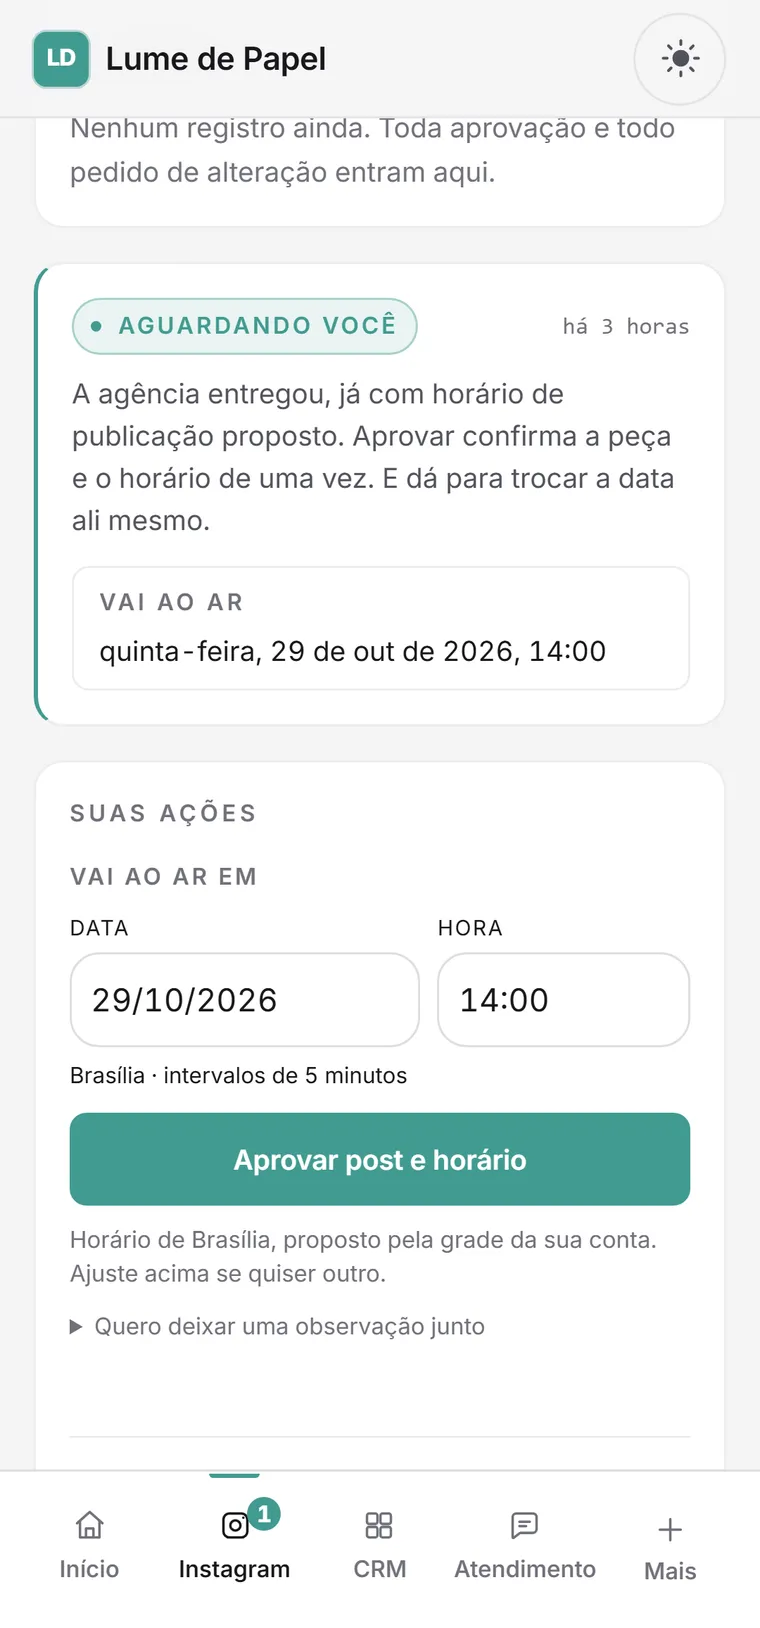 LD Lume de Papel
Nenhum registro ainda. Toda aprovação e todo
pedido de alteração entram aqui.
AGUARDANDO VOCÊ
há 3 horas
A agência entregou, já com horário de
publicação proposto. Aprovar confirma a peça
e o horário de uma vez. E dá para trocar a data
ali mesmo.
VAI AO AR
quinta-feira, 29 de out de 2026, 14:00
SUAS AÇÕES
VAI AO AR EM
DATA
HORA
29/10/2026
14:00
Brasília · intervalos de 5 minutos
Aprovar post e horário
Horário de Brasília, proposto pela grade da sua conta.
Ajuste acima se quiser outro.
Quero deixar uma observação junto
1
Início
Instagram
CRM
Atendimento
Mais